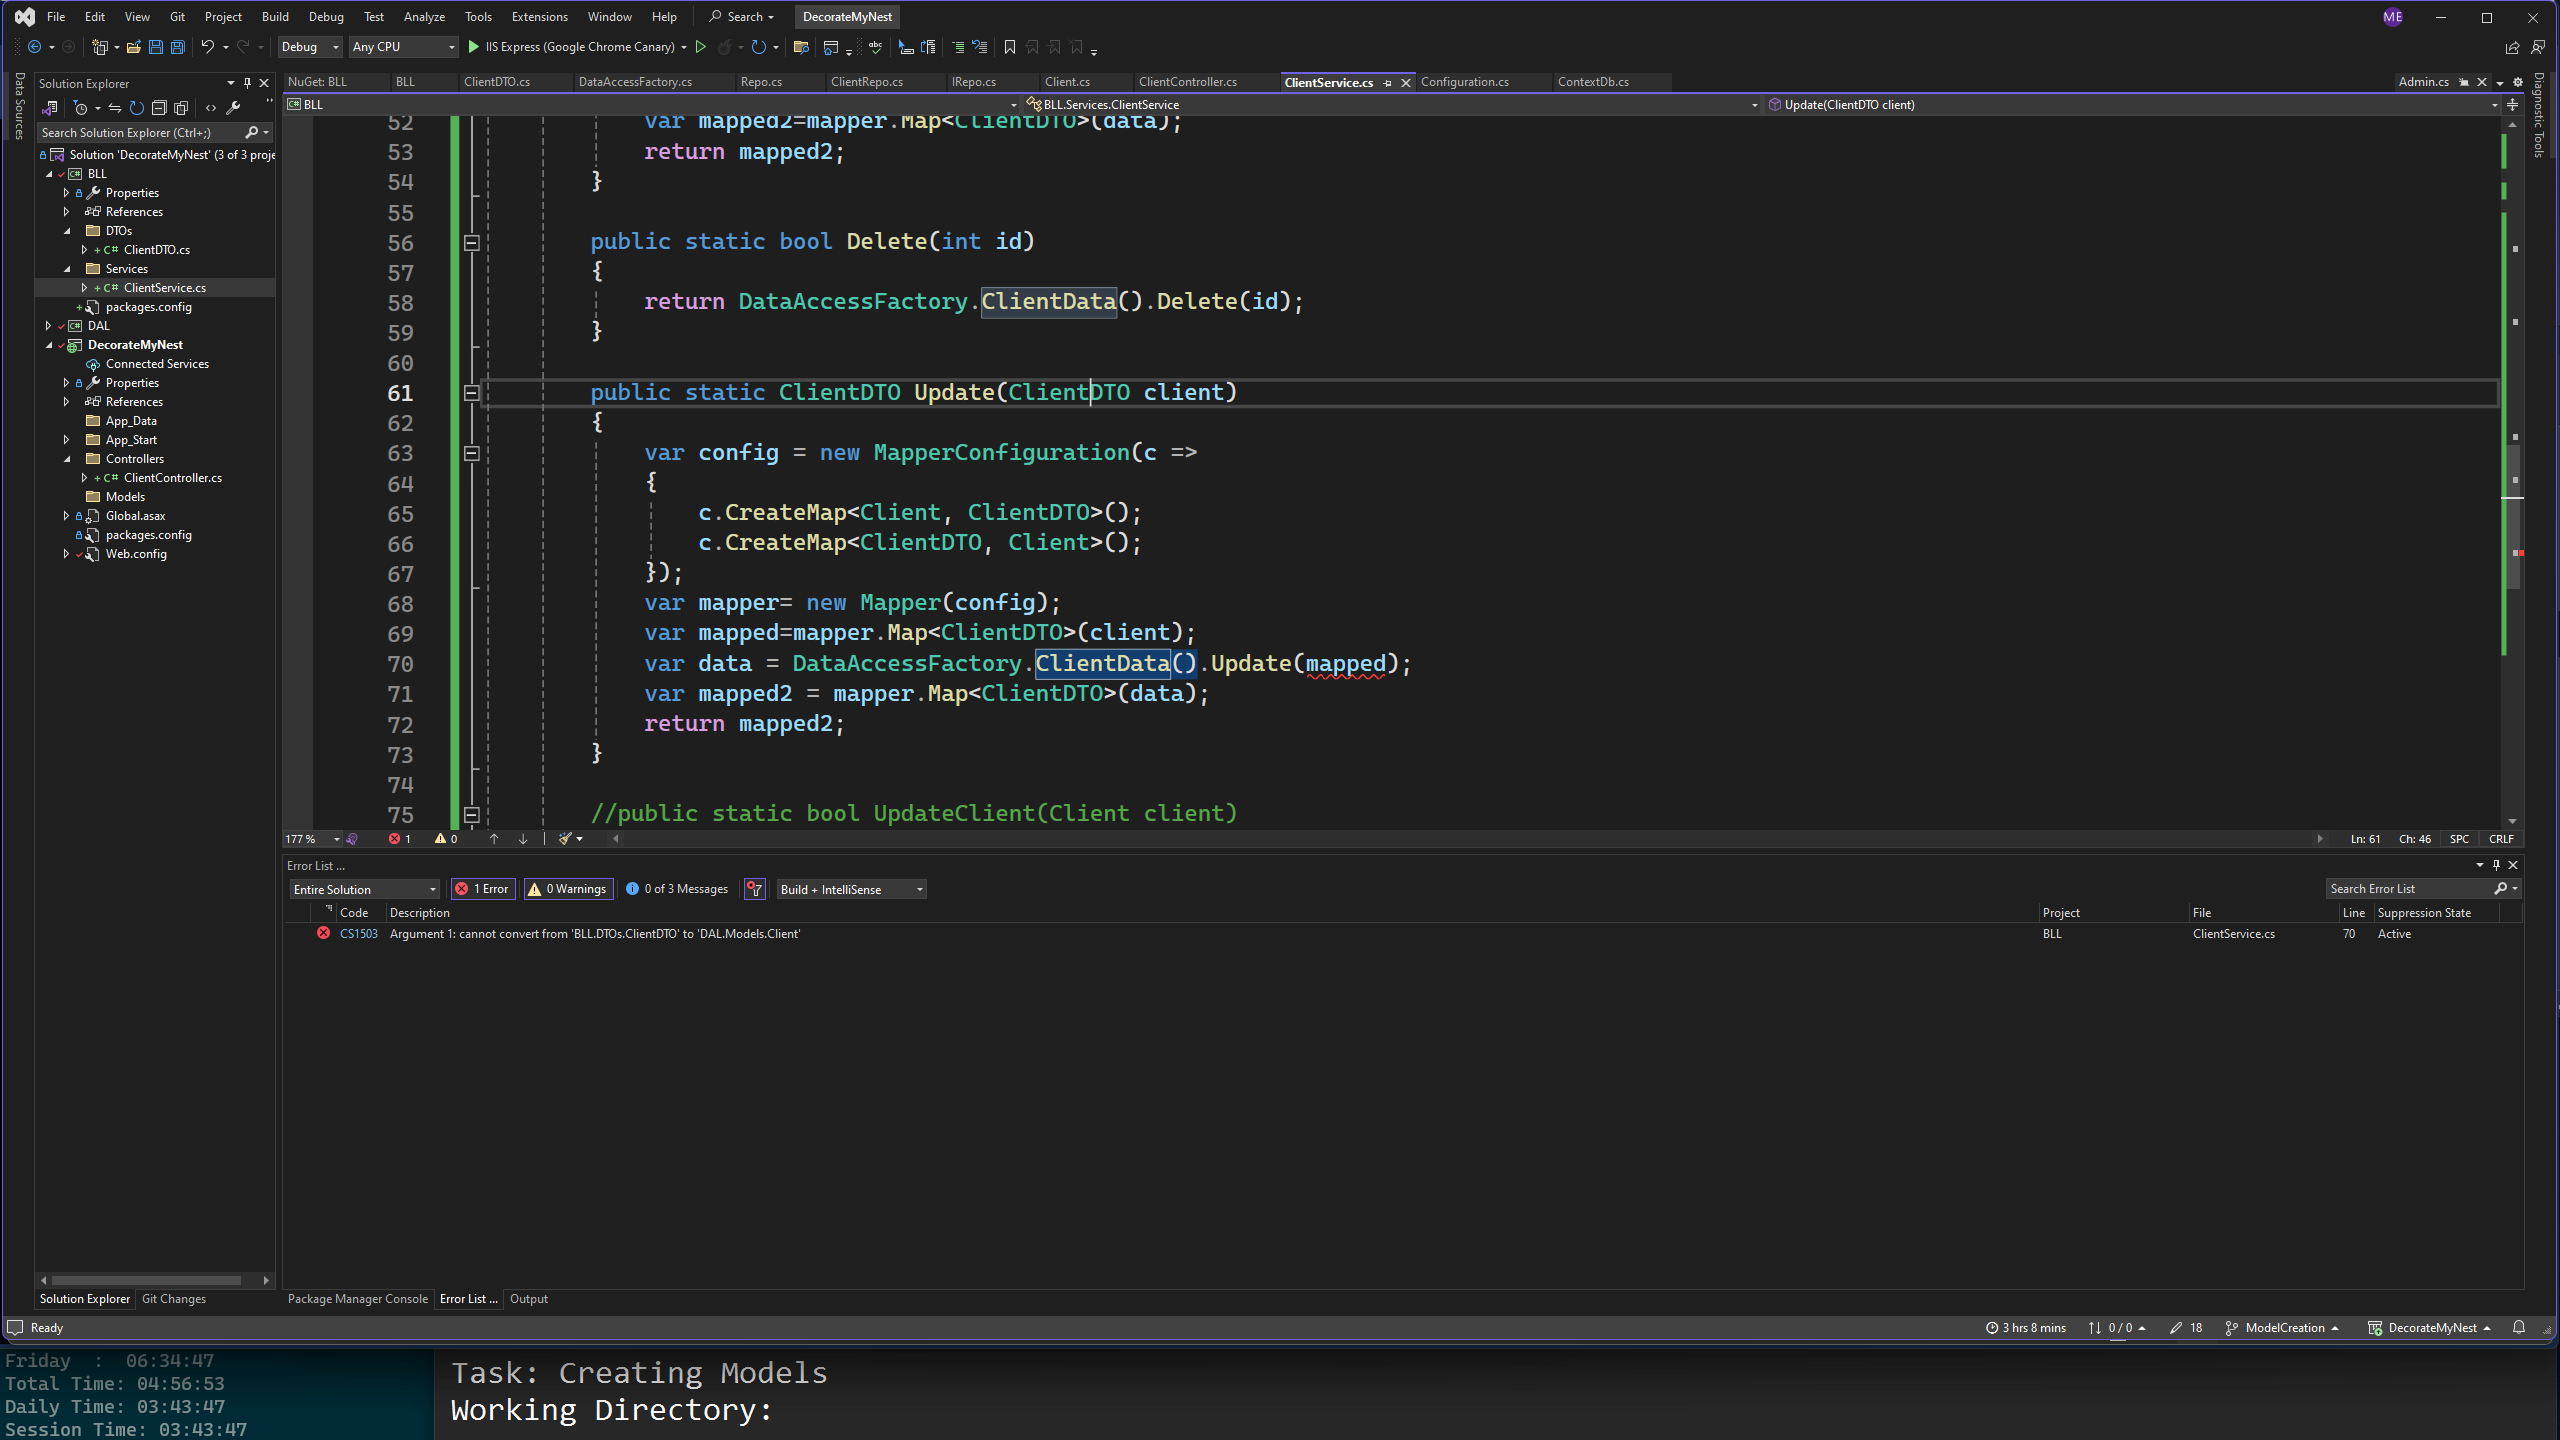 File Edit View Git Project Build Debug Test Analyze Tools Extensions Window Help Search DecorateMyNest ME
Debug Any CPU IIS Express (Google Chrome Canary)
Data Sources
Solution Explorer
Search Solution Explorer (Ctrl+;)
Solution 'DecorateMyNest' (3 of 3 proje
BLL
Properties
References
DTOs
C# ClientDTO.cs
Services
C# ClientService.cs
packages.config
DAL
DecorateMyNest
Connected Services
Properties
References
App_Data
App_Start
Controllers
C# ClientController.cs
Models
Global.asax
packages.config
Web.config
Solution Explorer Git Changes
NuGet: BLL BLL ClientDTO.cs DataAccessFactory.cs Repo.cs ClientRepo.cs IRepo.cs Client.cs ClientController.cs ClientService.cs Configuration.cs ContextDb.cs Admin.cs
BLL BLL.Services.ClientService Update(ClientDTO client)
52 var mapped2=mapper.Map<ClientDTO>(data);
53 return mapped2;
54 }
55
56 public static bool Delete(int id)
57 {
58 return DataAccessFactory.ClientData().Delete(id);
59 }
60
61 public static ClientDTO Update(ClientDTO client)
62 {
63 var config = new MapperConfiguration(c =>
64 {
65 c.CreateMap<Client, ClientDTO>();
66 c.CreateMap<ClientDTO, Client>();
67 });
68 var mapper= new Mapper(config);
69 var mapped=mapper.Map<ClientDTO>(client);
70 var data = DataAccessFactory.ClientData().Update(mapped);
71 var mapped2 = mapper.Map<ClientDTO>(data);
72 return mapped2;
73 }
74
75 //public static bool UpdateClient(Client client)
177 % 1 0 Ln: 61 Ch: 46 SPC CRLF
Diagnostic Tools
Error List ...
Entire Solution 1 Error 0 Warnings 0 of 3 Messages Build + IntelliSense Search Error List
Code Description Project File Line Suppression State
CS1503 Argument 1: cannot convert from 'BLL.DTOs.ClientDTO' to 'DAL.Models.Client' BLL ClientService.cs 70 Active
Package Manager Console Error List ... Output
Ready 3 hrs 8 mins 0 / 0 18 ModelCreation DecorateMyNest
Friday : 06:34:47
Total Time: 04:56:53
Daily Time: 03:43:47
Session Time: 03:43:47
Task: Creating Models
Working Directory: